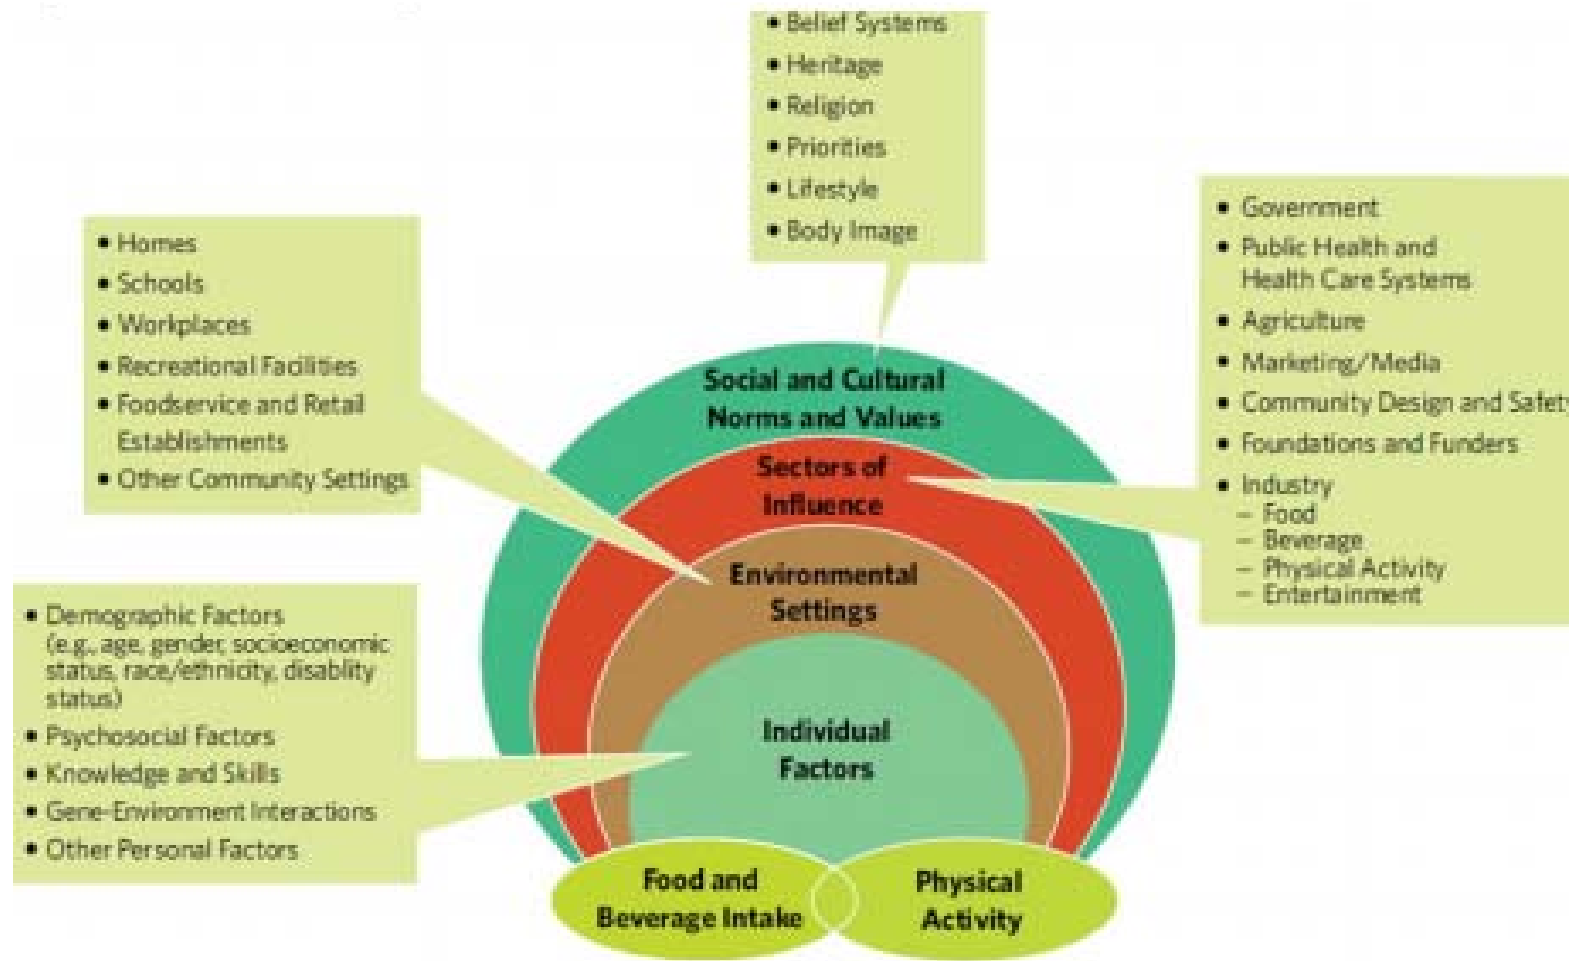 • Belief Systems
• Heritage
• Religion
• Priorities
• Lifestyle
• Body Image
• Homes
• Schools
• Workplaces
• Recreational Facilities
• Foodservice and Retail
Establishments
• Other Community Settings
• Government
• Public Health and
Health Care Systems
• Agriculture
• Marketing/Media
• Community Design and Safety
• Foundations and Funders
• Industry
– Food
– Beverage
– Physical Activity
– Entertainment
• Demographic Factors
(e.g., age, gender, socioeconomic
status, race/ethnicity, disablity
status)
• Psychosocial Factors
• Knowledge and Skills
• Gene-Environment Interactions
• Other Personal Factors
Social and Cultural
Norms and Values
Sectors of
Influence
Environmental
Settings
Individual
Factors
Food and
Beverage Intake
Physical
Activity